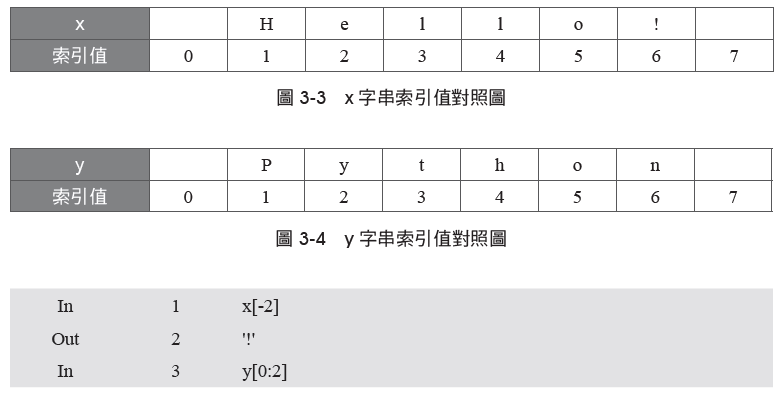 x H e l l o !
索引值 0 1 2 3 4 5 6 7
圖 3-3 x 字串索引值對照圖
y P y t h o n
索引值 0 1 2 3 4 5 6 7
圖 3-4 y 字串索引值對照圖
In 1 x[-2]
Out 2 '!'
In 3 y[0:2]